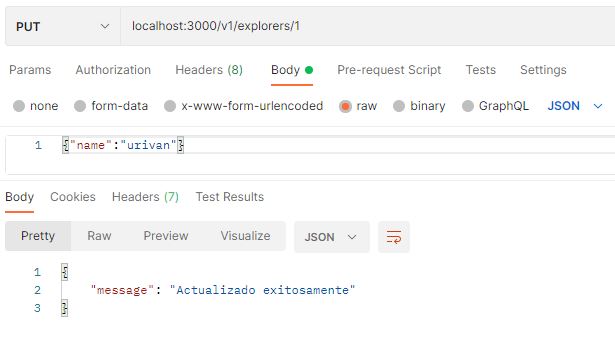 PUT localhost:3000/v1/explorers/1
Params Authorization Headers (8) Body Pre-request Script Tests Settings
none form-data x-www-form-urlencoded raw binary GraphQL JSON
1 {"name":"urivan"}
Body Cookies Headers (7) Test Results
Pretty Raw Preview Visualize JSON
1 {
2 "message": "Actualizado exitosamente"
3 }